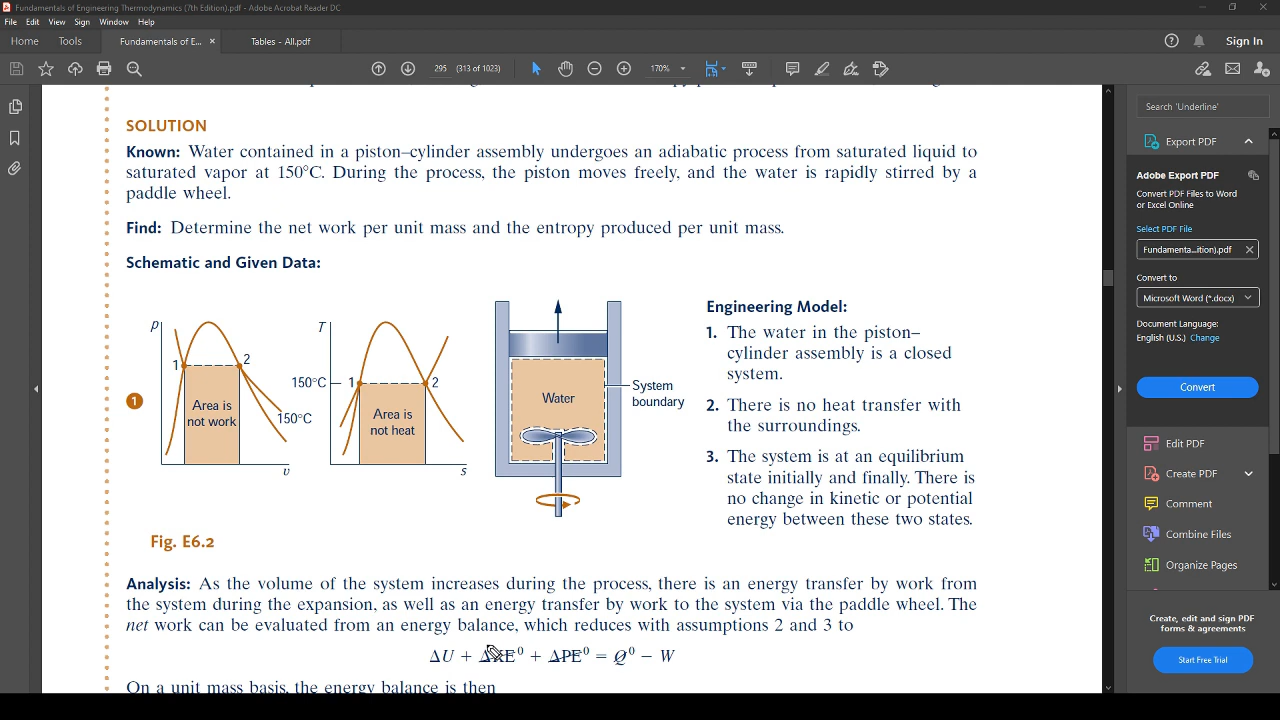 Fundamentals of Engineering Thermodynamics (7th Edition).pdf - Adobe Acrobat Reader DC
File Edit View Sign Window Help
Home Tools Fundamentals of E... × Tables - All.pdf Sign In
295 (313 of 1023) 170%
SOLUTION
Known: Water contained in a piston–cylinder assembly undergoes an adiabatic process from saturated liquid to
saturated vapor at 150°C. During the process, the piston moves freely, and the water is rapidly stirred by a
paddle wheel.
Find: Determine the net work per unit mass and the entropy produced per unit mass.
Schematic and Given Data:
p
1
2
Area is
not work
150°C
v
1
T
150°C
1
2
Area is
not heat
s
Water
System
boundary
Engineering Model:
1. The water in the piston–
cylinder assembly is a closed
system.
2. There is no heat transfer with
the surroundings.
3. The system is at an equilibrium
state initially and finally. There is
no change in kinetic or potential
energy between these two states.
Fig. E6.2
Analysis: As the volume of the system increases during the process, there is an energy transfer by work from
the system during the expansion, as well as an energy transfer by work to the system via the paddle wheel. The
net work can be evaluated from an energy balance, which reduces with assumptions 2 and 3 to
ΔU + ΔKE⁰ + ΔPE⁰ = Q⁰ − W
On a unit mass basis, the energy balance is then
Search 'Underline'
Export PDF
Adobe Export PDF
Convert PDF Files to Word
or Excel Online
Select PDF File
Fundamenta...ition).pdf ×
Convert to
Microsoft Word (*.docx)
Document Language:
English (U.S.) Change
Convert
Edit PDF
Create PDF
Comment
Combine Files
Organize Pages
Create, edit and sign PDF
forms & agreements
Start Free Trial